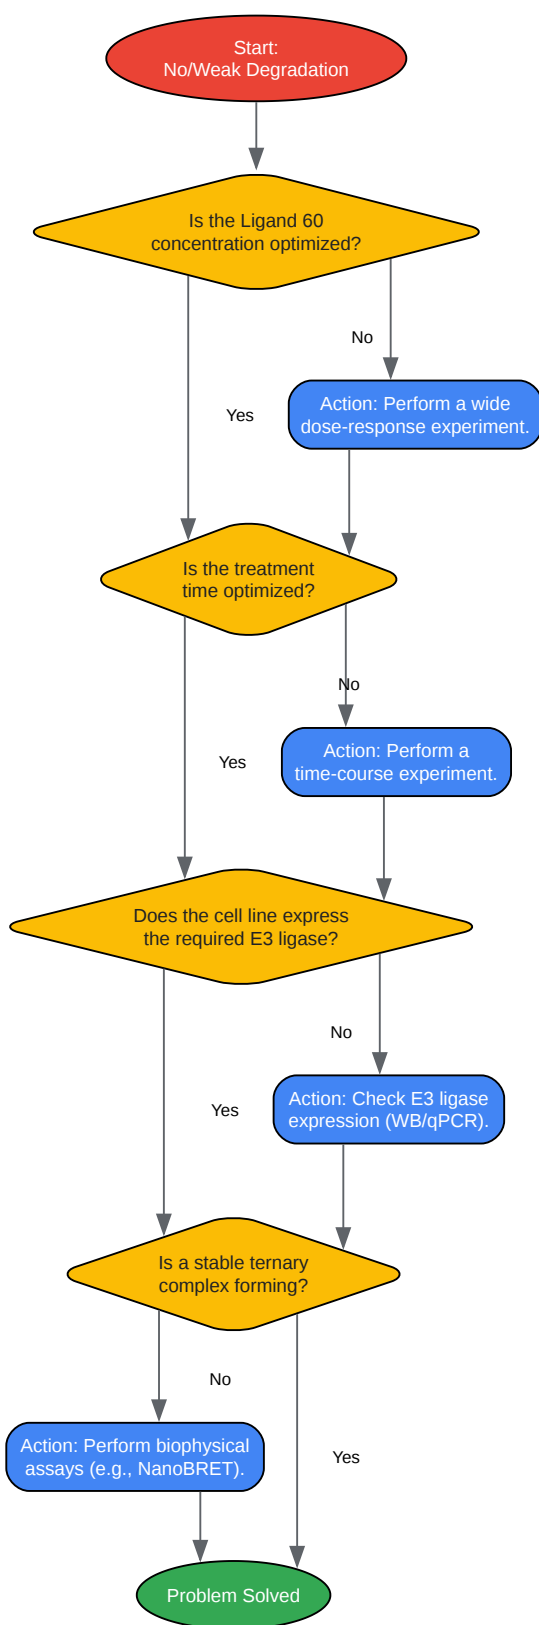 Start:
No/Weak Degradation
Is the Ligand 60
concentration optimized?
No
Yes
Action: Perform a wide
dose-response experiment.
Is the treatment
time optimized?
No
Yes
Action: Perform a
time-course experiment.
Does the cell line express
the required E3 ligase?
No
Yes
Action: Check E3 ligase
expression (WB/qPCR).
Is a stable ternary
complex forming?
No
Yes
Action: Perform biophysical
assays (e.g., NanoBRET).
Problem Solved